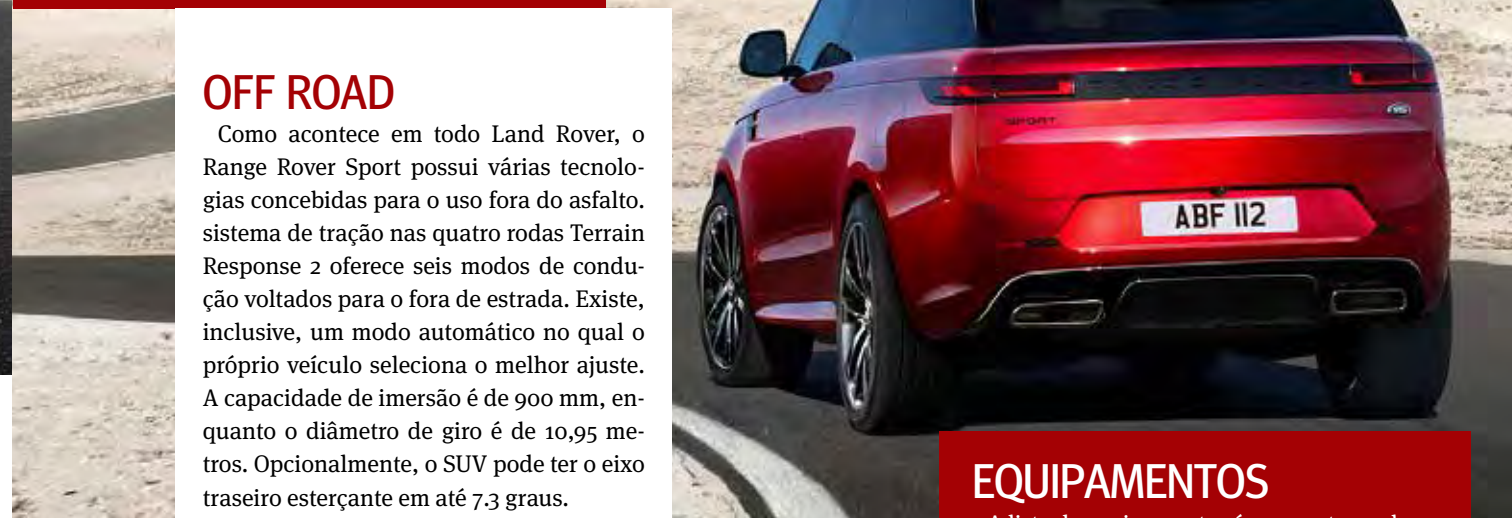 OFF ROAD
Como acontece em todo Land Rover, o
Range Rover Sport possui várias tecnolo-
gias concebidas para o uso fora do asfalto.
sistema de tração nas quatro rodas Terrain
Response 2 oferece seis modos de condu-
ção voltados para o fora de estrada. Existe,
inclusive, um modo automático no qual o
próprio veículo seleciona o melhor ajuste.
A capacidade de imersão é de 900 mm, en-
quanto o diâmetro de giro é de 10,95 me-
tros. Opcionalmente, o SUV pode ter o eixo
traseiro esterçante em até 7.3 graus.
SPORT
ABF 112
EQUIPAMENTOS